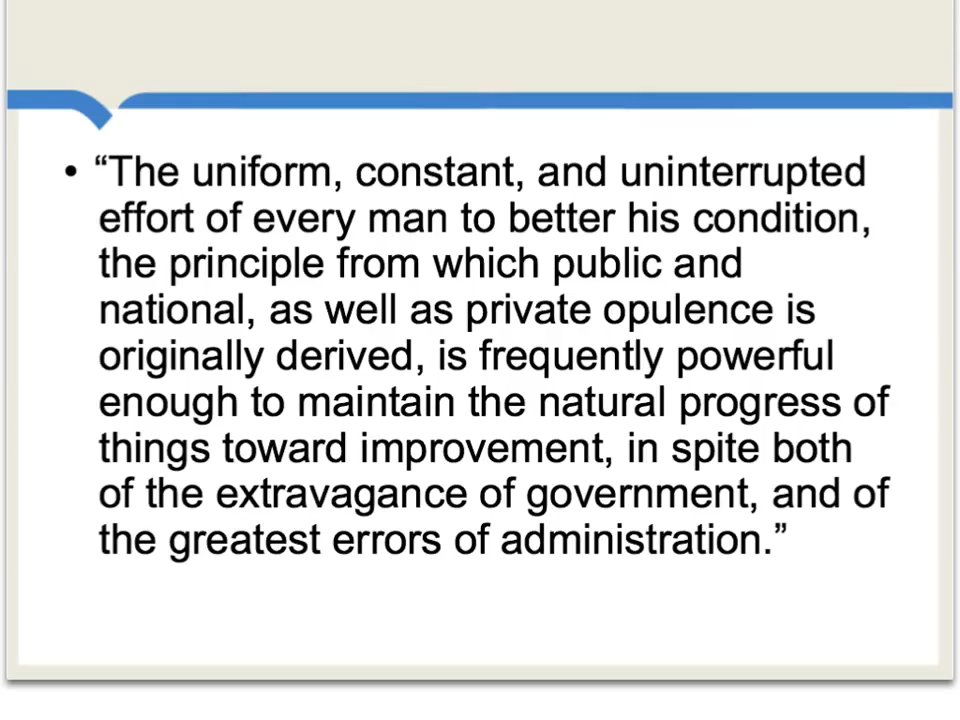 • “The uniform, constant, and uninterrupted
effort of every man to better his condition,
the principle from which public and
national, as well as private opulence is
originally derived, is frequently powerful
enough to maintain the natural progress of
things toward improvement, in spite both
of the extravagance of government, and of
the greatest errors of administration.”